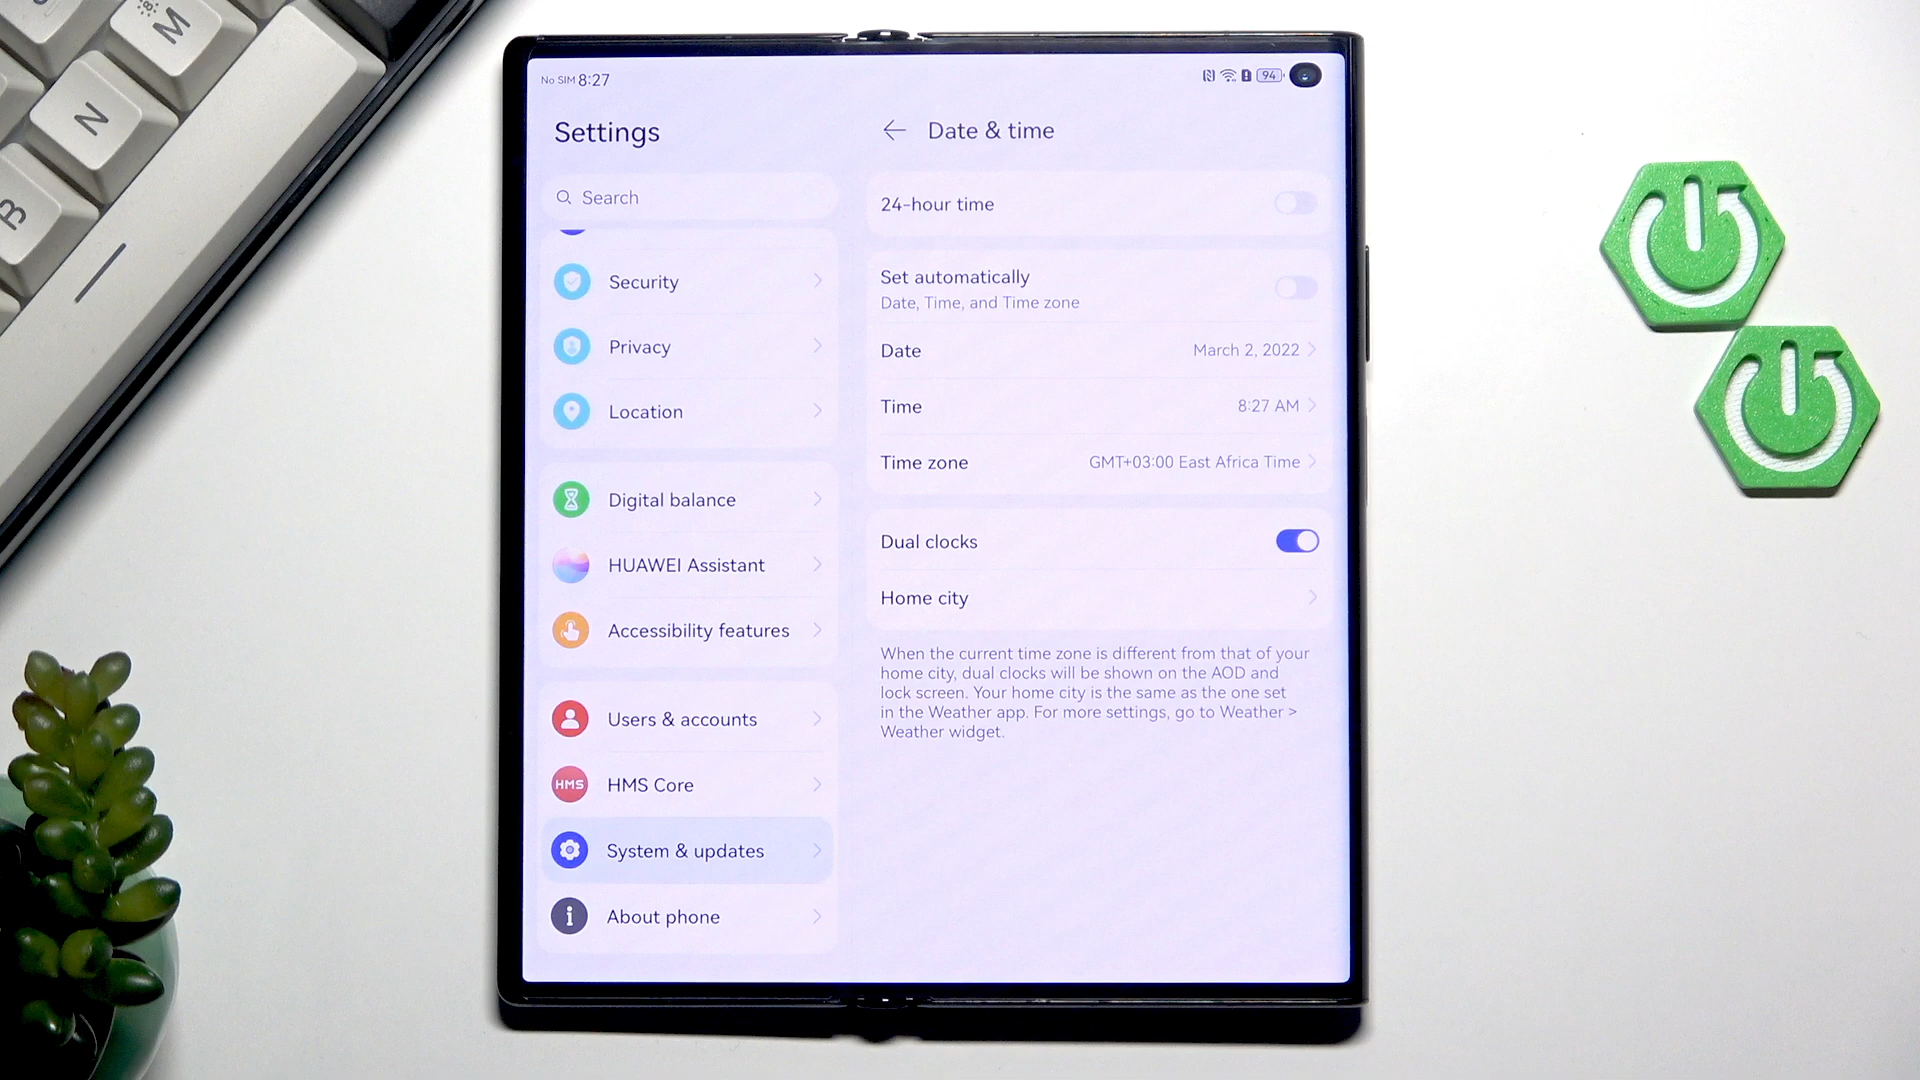 M
N
B
No SIM 8:27
94
Settings
Search
Security
Privacy
Location
Digital balance
HUAWEI Assistant
Accessibility features
Users & accounts
HMS
HMS Core
System & updates
About phone
Date & time
24-hour time
Set automatically
Date, Time, and Time zone
Date
March 2, 2022
Time
8:27 AM
Time zone
GMT+03:00 East Africa Time
Dual clocks
Home city
When the current time zone is different from that of your
home city, dual clocks will be shown on the AOD and
lock screen. Your home city is the same as the one set
in the Weather app. For more settings, go to Weather >
Weather widget.